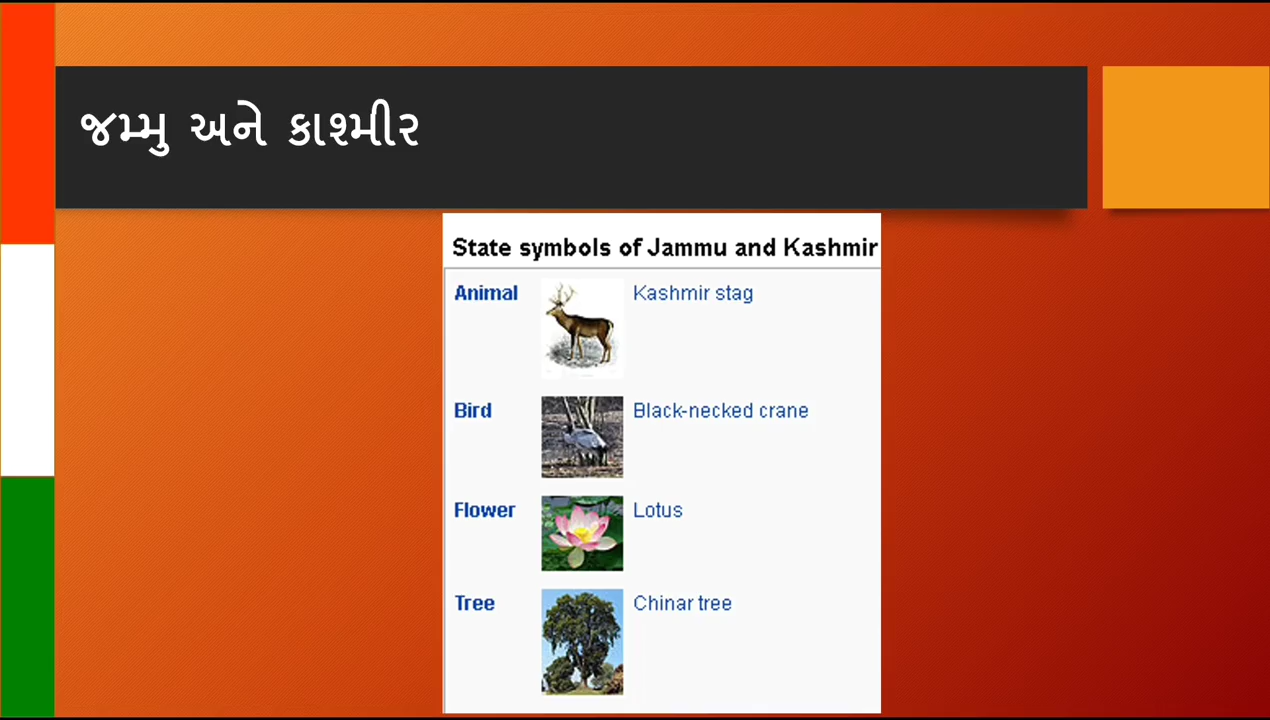 જમ્મુ અને કાશ્મીર
State symbols of Jammu and Kashmir
Animal Kashmir stag
Bird Black-necked crane
Flower Lotus
Tree Chinar tree